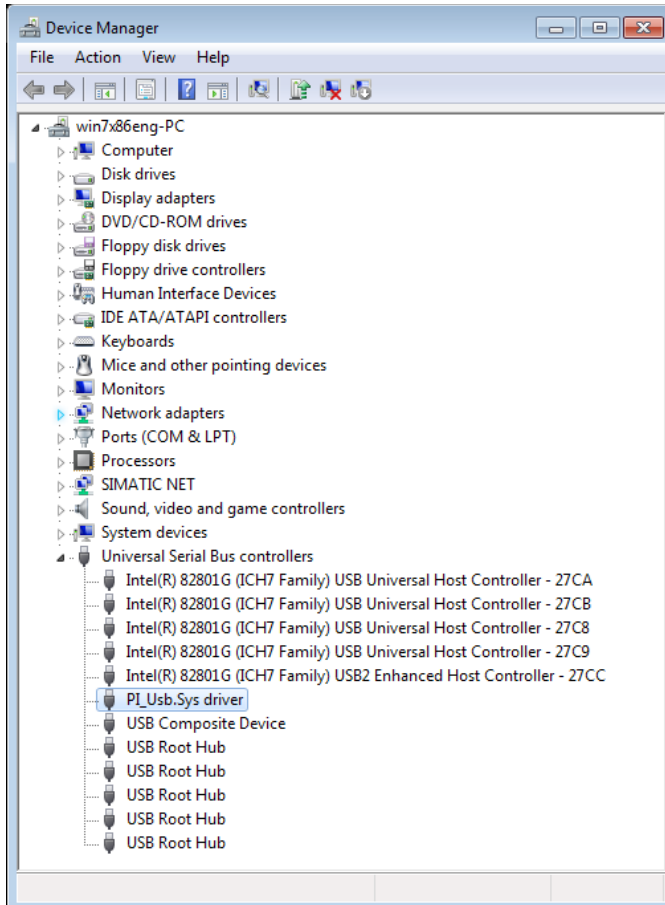 Device Manager
File Action View Help
win7x86eng-PC
Computer
Disk drives
Display adapters
DVD/CD-ROM drives
Floppy disk drives
Floppy drive controllers
Human Interface Devices
IDE ATA/ATAPI controllers
Keyboards
Mice and other pointing devices
Monitors
Network adapters
Ports (COM & LPT)
Processors
SIMATIC NET
Sound, video and game controllers
System devices
Universal Serial Bus controllers
Intel(R) 82801G (ICH7 Family) USB Universal Host Controller - 27CA
Intel(R) 82801G (ICH7 Family) USB Universal Host Controller - 27CB
Intel(R) 82801G (ICH7 Family) USB Universal Host Controller - 27C8
Intel(R) 82801G (ICH7 Family) USB Universal Host Controller - 27C9
Intel(R) 82801G (ICH7 Family) USB2 Enhanced Host Controller - 27CC
PI_Usb.Sys driver
USB Composite Device
USB Root Hub
USB Root Hub
USB Root Hub
USB Root Hub
USB Root Hub